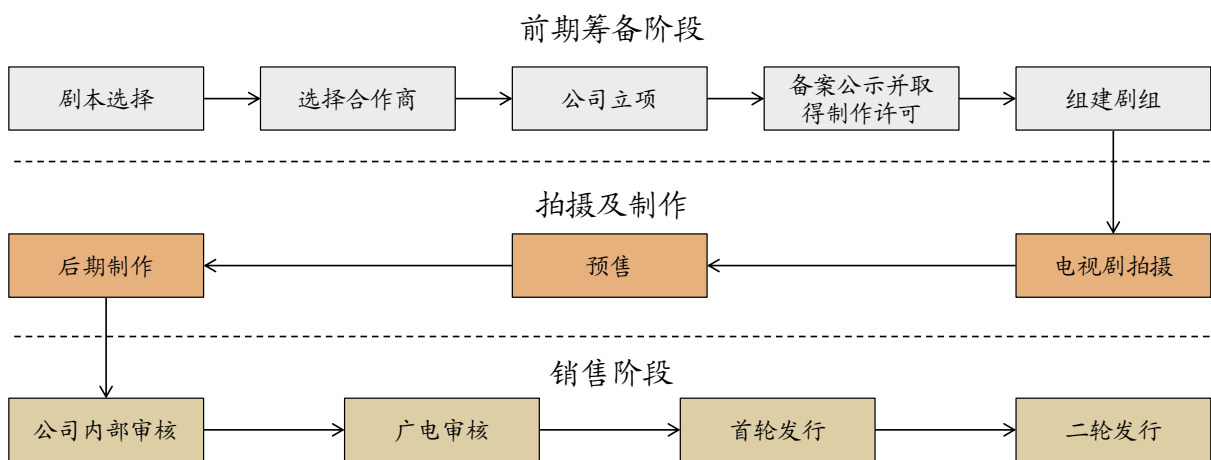 前期筹备阶段
剧本选择
选择合作商
公司立项
备案公示并取
得制作许可
组建剧组
拍摄及制作
后期制作
预售
电视剧拍摄
销售阶段
公司内部审核
广电审核
首轮发行
二轮发行